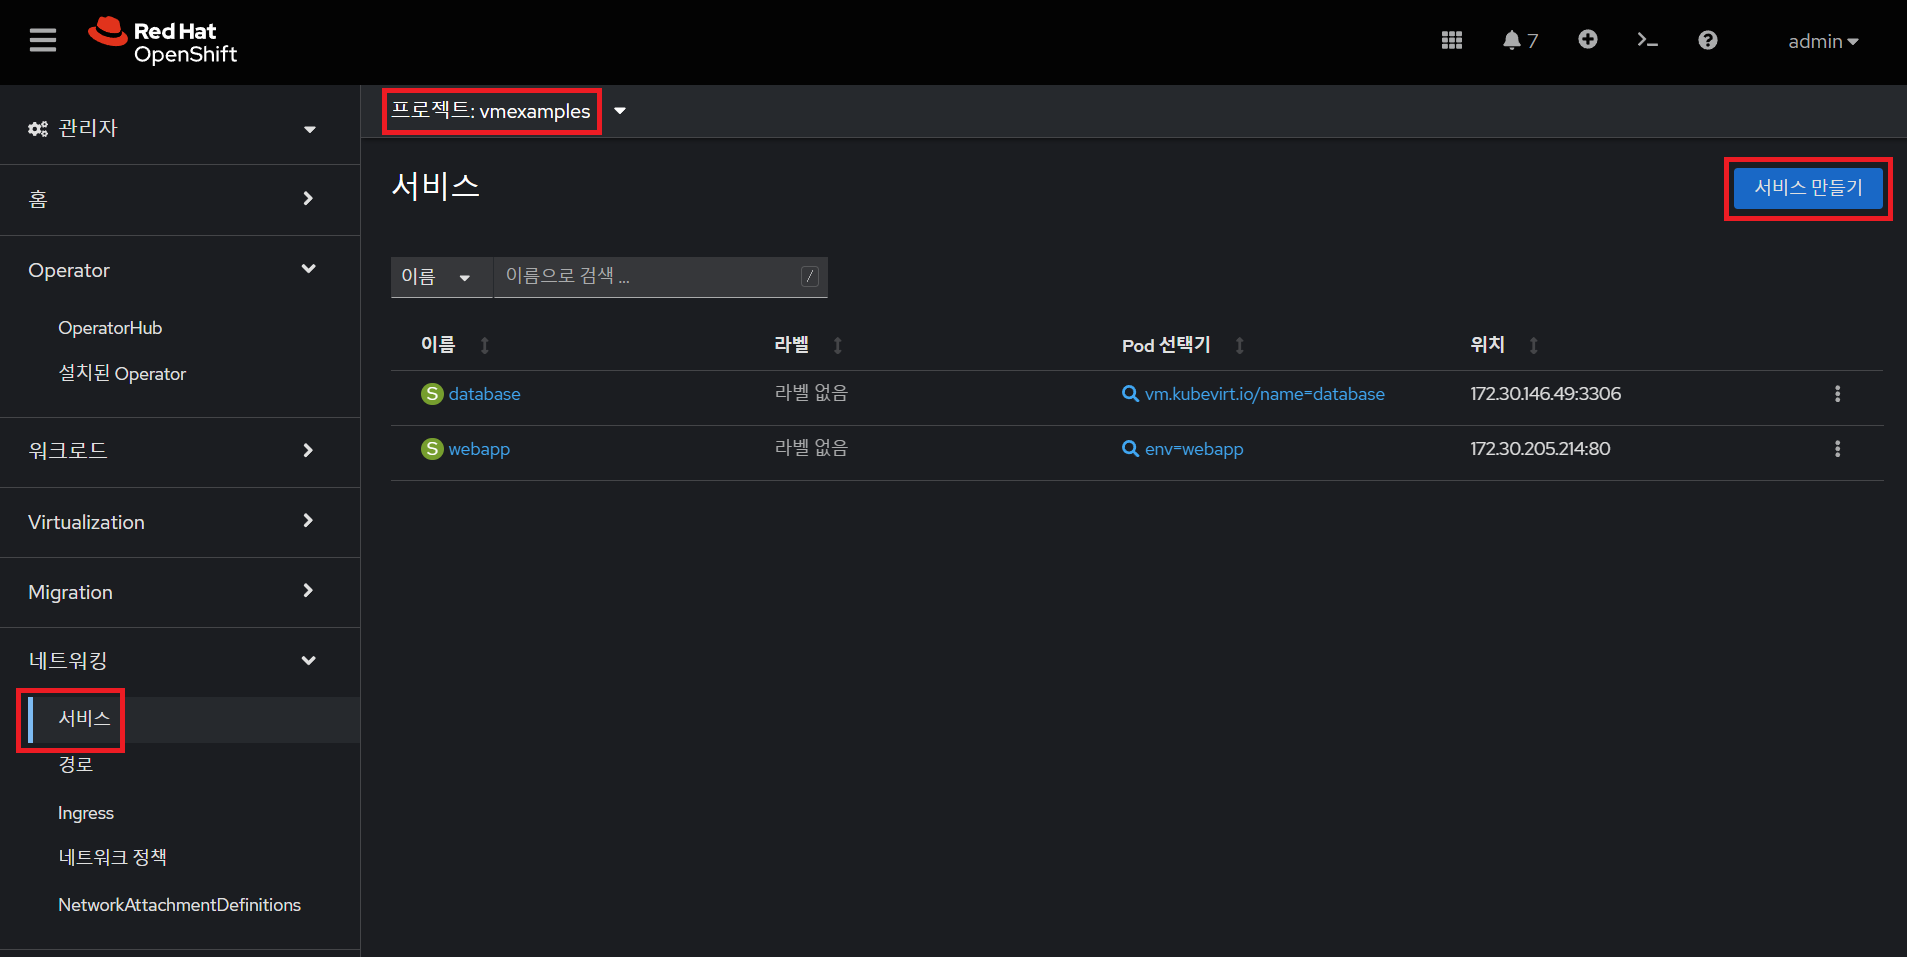 Red Hat
OpenShift
7
admin
관리자
홈
Operator
OperatorHub
설치된 Operator
워크로드
Virtualization
Migration
네트워킹
서비스
경로
Ingress
네트워크 정책
NetworkAttachmentDefinitions
프로젝트: vmexamples
서비스
서비스 만들기
이름 이름으로 검색 ... /
이름 라벨 Pod 선택기 위치
S database 라벨 없음 vm.kubevirt.io/name=database 172.30.146.49:3306
S webapp 라벨 없음 env=webapp 172.30.205.214:80